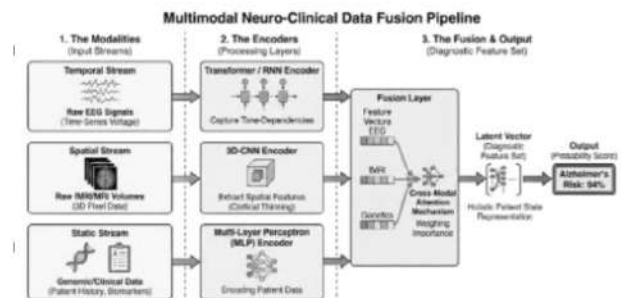 Multimodal Neuro-Clinical Data Fusion Pipeline
1. The Modalities
(Input Streams)
2. The Encoders
(Processing Layers)
3. The Fusion & Output
(Diagnostic Feature Set)
Temporal Stream
Raw EEG Signals
(Time-Series Voltage)
Transformer / RNN Encoder
Capture Time-Dependencies
Spatial Stream
Raw fMRI/MRI Volumes
(3D Pixel Data)
3D-CNN Encoder
Extract Spatial Features
(Cortical Thinning)
Static Stream
Genomic/Clinical Data
(Patient History, Biomarkers)
Multi-Layer Perceptron
(MLP) Encoder
Encoding Patient Data
Fusion Layer
Feature
Vectors
EEG
fMRI
Genetics
Cross-Modal
Attention
Mechanism
Weighing
Importance
Latent Vector
(Diagnostic
Feature Set)
Holistic Patient State
Representation
Output
(Probability Score)
Alzheimer's
Risk: 94%